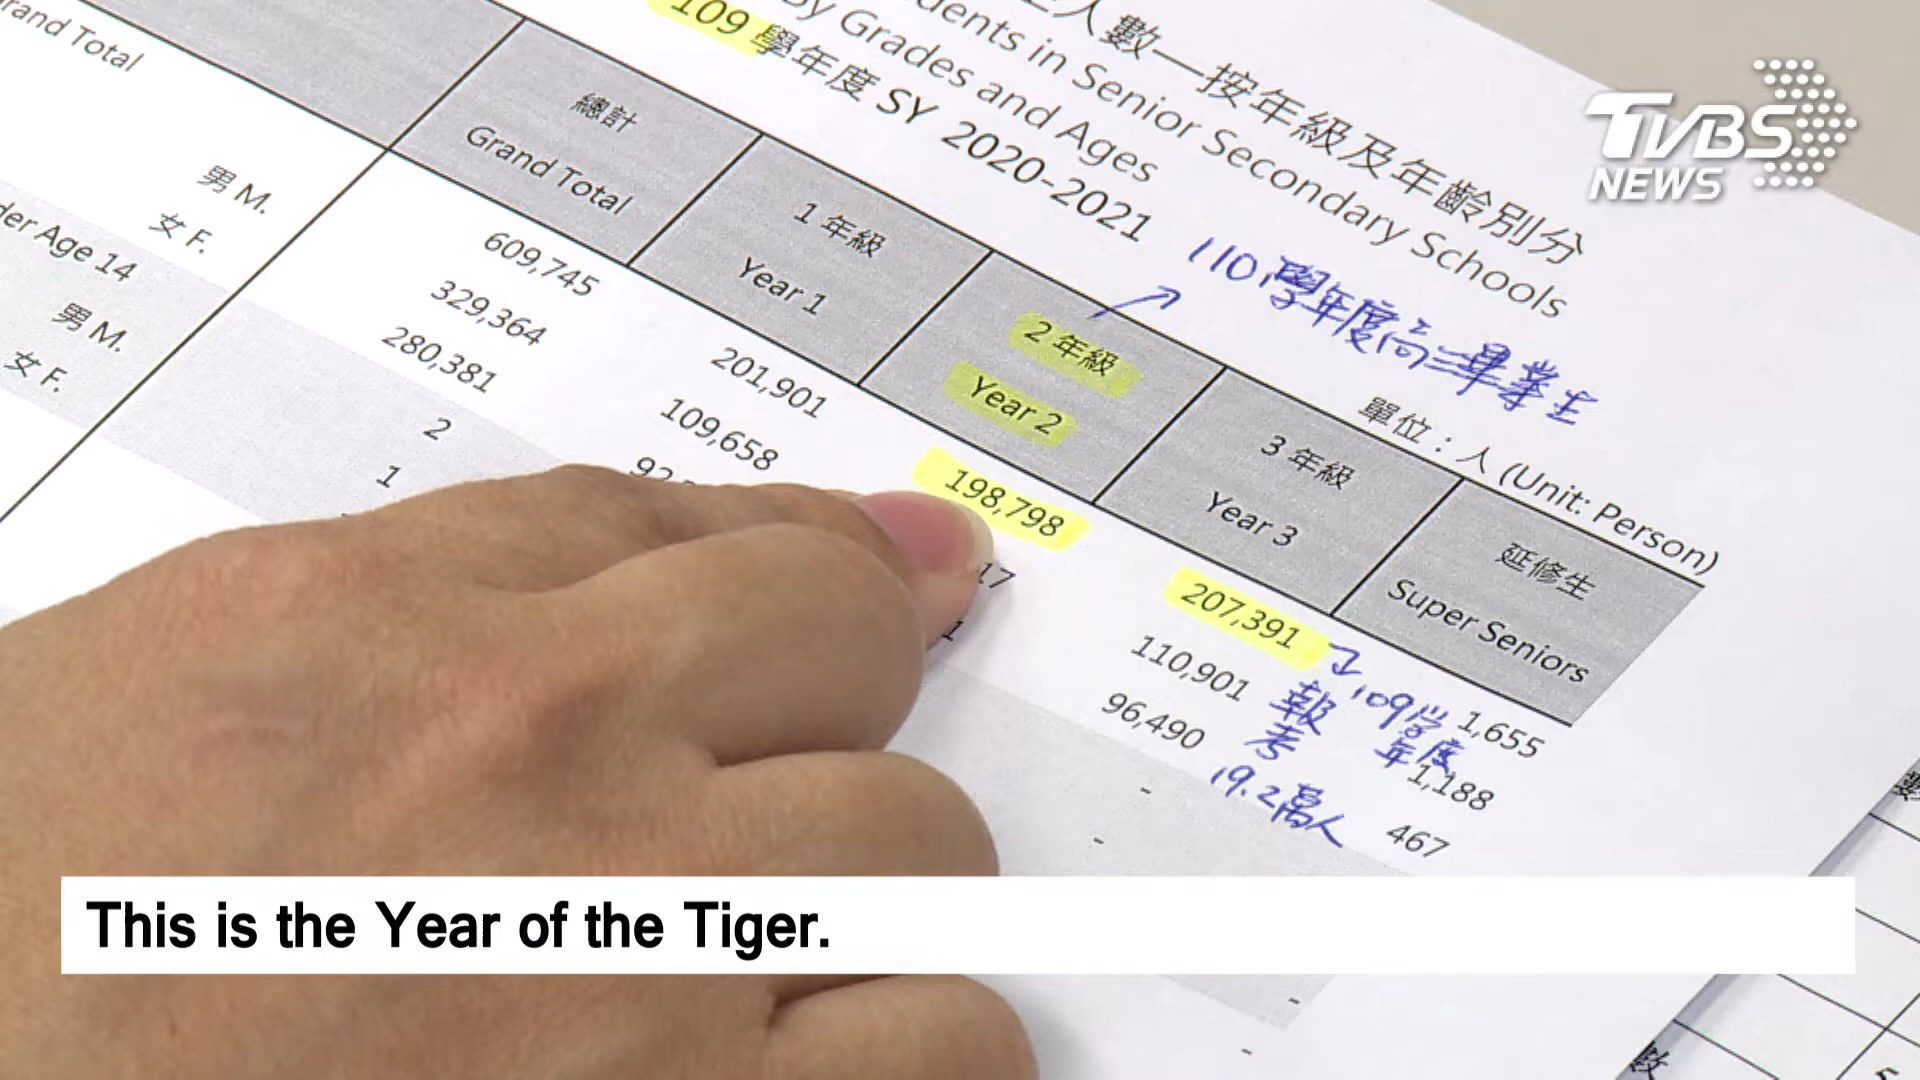 人數—按年級及年齡別分
dents in Senior Secondary Schools
By Grades and Ages
109 學年度 SY 2020-2021
TVBS
NEWS
110學年度高三畢業生
單位：人 (Unit: Person)
Grand Total
總計
Grand Total
1 年級
Year 1
2 年級
Year 2
3 年級
Year 3
延修生
Super Seniors
609,745
201,901
198,798
207,391
1,655
男 M.
329,364
109,658
17
110,901
1,188
女 F.
280,381
92,
1
96,490
467
der Age 14
2
-
男 M.
1
-
女 F.
109學年度
報考
19.2萬人
-
-
This is the Year of the Tiger.